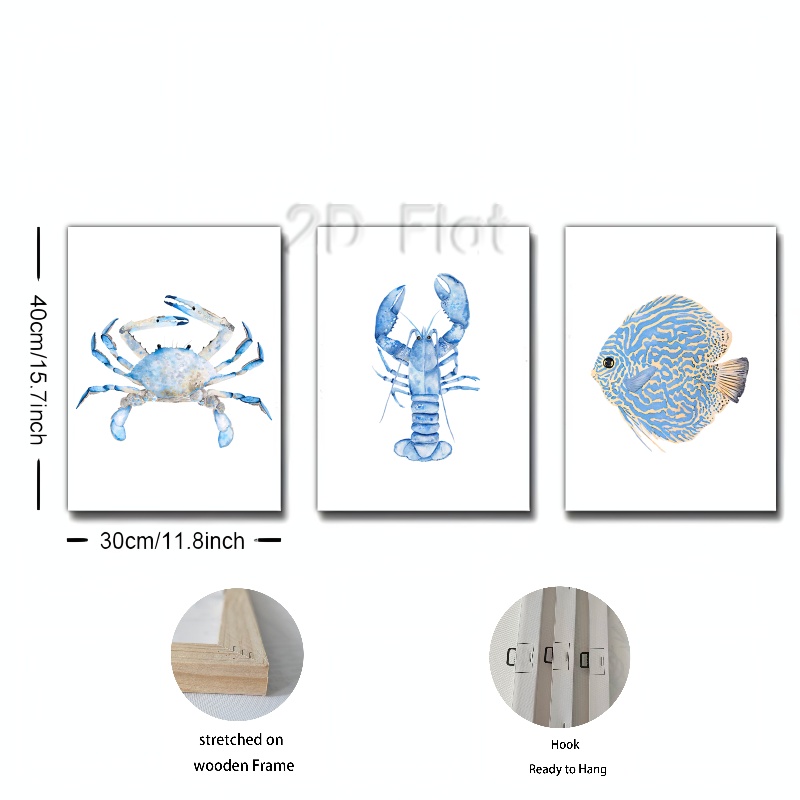 2D Flat
40cm/15.7inch
30cm/11.8inch
stretched on
wooden Frame
Hook
Ready to Hang